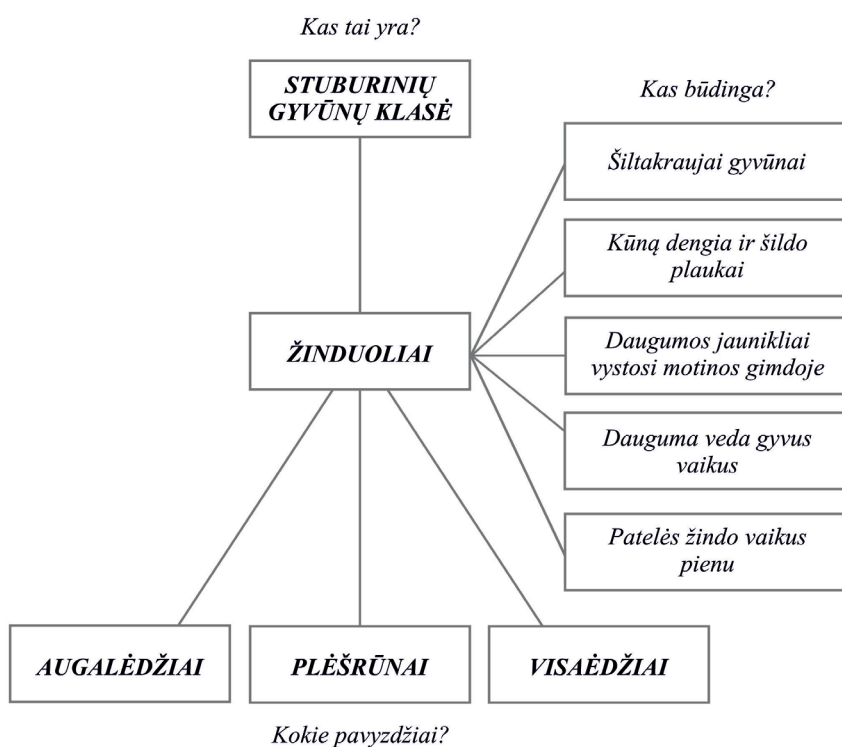 Kas tai yra?
STUBURINIŲ
GYVŪNŲ KLASĖ
Kas būdinga?
Šiltakraujai gyvūnai
Kūną dengia ir šildo
plaukai
ŽINDUOLIAI
Daugumos jaunikliai
vystosi motinos gimdoje
Dauguma veda gyvus
vaikus
Patelės žindo vaikus
pienu
AUGALĖDŽIAI
PLĖŠRŪNAI
VISAĖDŽIAI
Kokie pavyzdžiai?